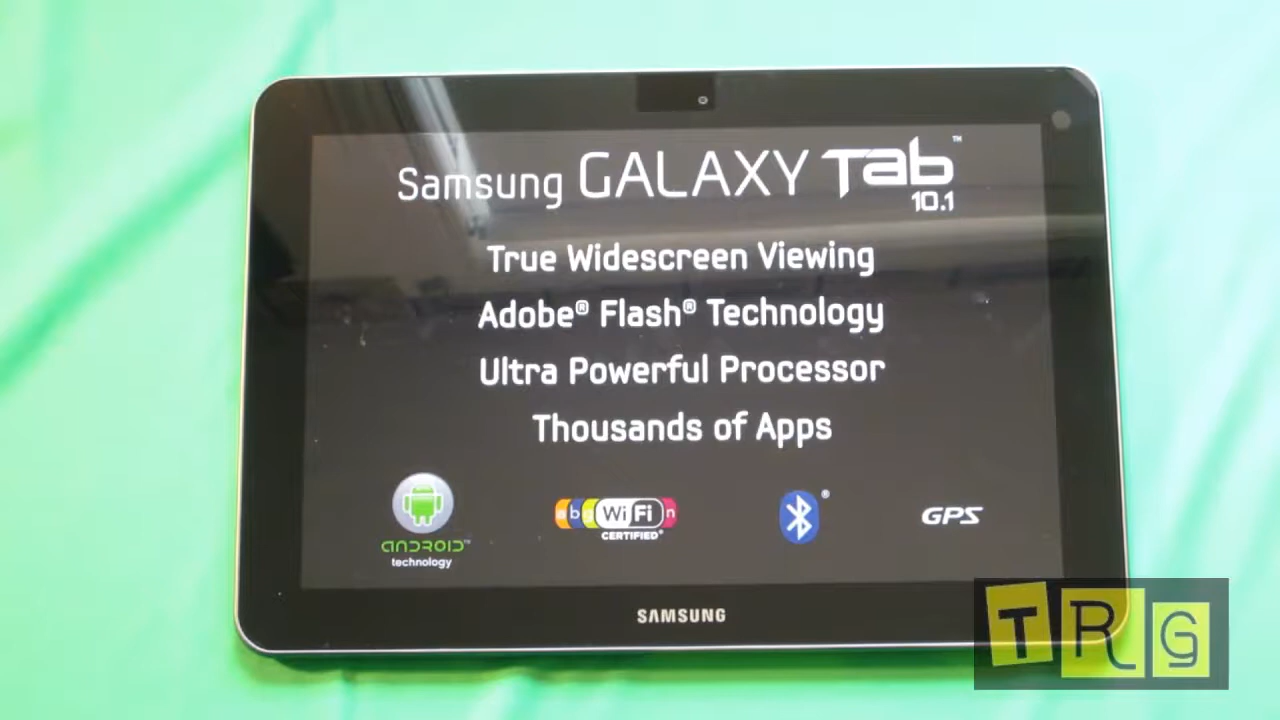 Samsung GALAXY Tab™
10.1
True Widescreen Viewing
Adobe® Flash® Technology
Ultra Powerful Processor
Thousands of Apps
ANDROID™
technology
a b g Wi Fi n
CERTIFIED®
®
GPS
SAMSUNG
TRG